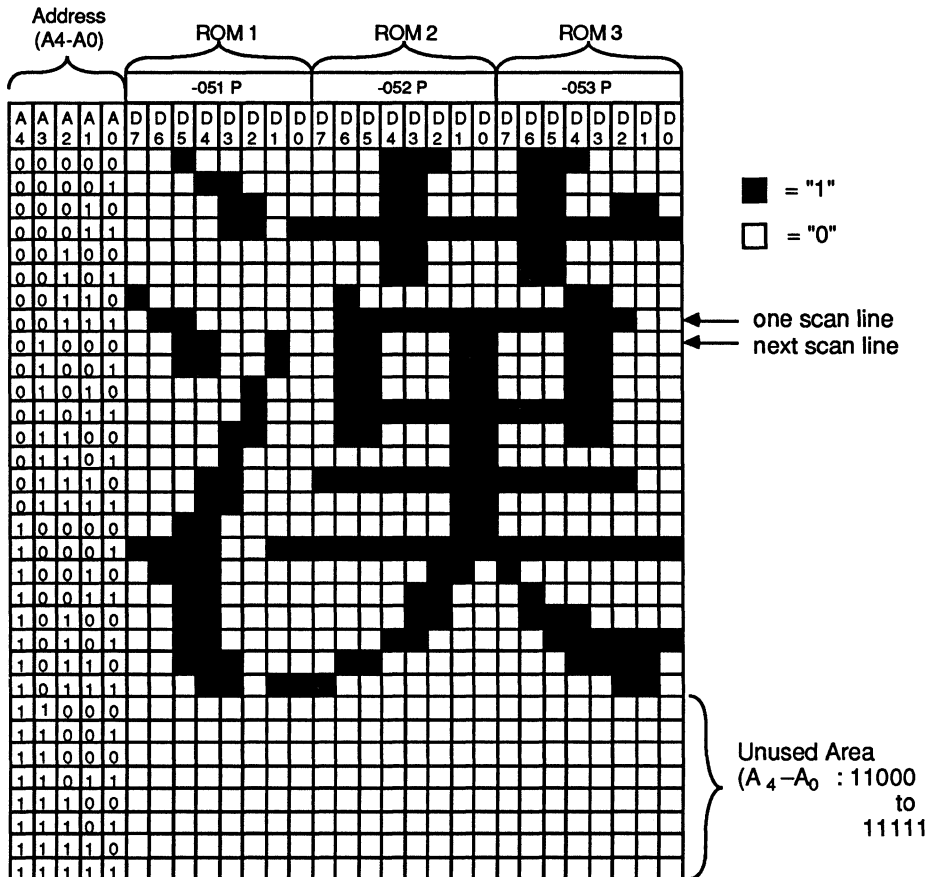 Address
(A4-A0)
ROM 1 ROM 2 ROM 3
-051 P -052 P -053 P
A4 A3 A2 A1 A0 D7 D6 D5 D4 D3 D2 D1 D0 D7 D6 D5 D4 D3 D2 D1 D0 D7 D6 D5 D4 D3 D2 D1 D0
0 0 0 0 0
0 0 0 0 1
0 0 0 1 0
0 0 0 1 1
0 0 1 0 0
0 0 1 0 1
0 0 1 1 0
0 0 1 1 1
0 1 0 0 0
0 1 0 0 1
0 1 0 1 0
0 1 0 1 1
0 1 1 0 0
0 1 1 0 1
0 1 1 1 0
0 1 1 1 1
1 0 0 0 0
1 0 0 0 1
1 0 0 1 0
1 0 0 1 1
1 0 1 0 0
1 0 1 0 1
1 0 1 1 0
1 0 1 1 1
1 1 0 0 0
1 1 0 0 1
1 1 0 1 0
1 1 0 1 1
1 1 1 0 0
1 1 1 0 1
1 1 1 1 0
1 1 1 1 1
漢
= "1"
= "0"
one scan line
next scan line
Unused Area
(A4–A0 : 11000
to
11111